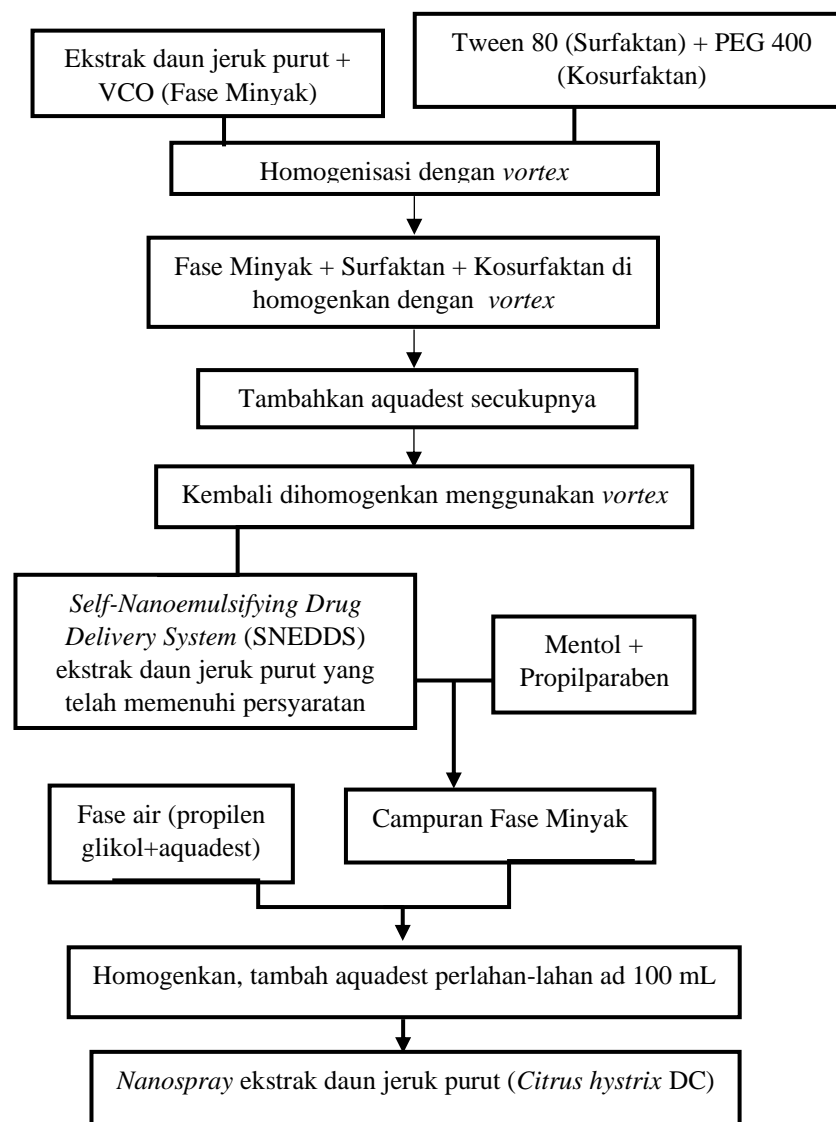 Ekstrak daun jeruk purut +
VCO (Fase Minyak)
Tween 80 (Surfaktan) + PEG 400
(Kosurfaktan)
Homogenisasi dengan vortex
Fase Minyak + Surfaktan + Kosurfaktan di
homogenkan dengan vortex
Tambahkan aquadest secukupnya
Kembali dihomogenkan menggunakan vortex
Self-Nanoemulsifying Drug
Delivery System (SNEDDS)
ekstrak daun jeruk purut yang
telah memenuhi persyaratan
Mentol +
Propilparaben
Fase air (propilen
glikol+aquadest)
Campuran Fase Minyak
Homogenkan, tambah aquadest perlahan-lahan ad 100 mL
Nanospray ekstrak daun jeruk purut (Citrus hystrix DC)